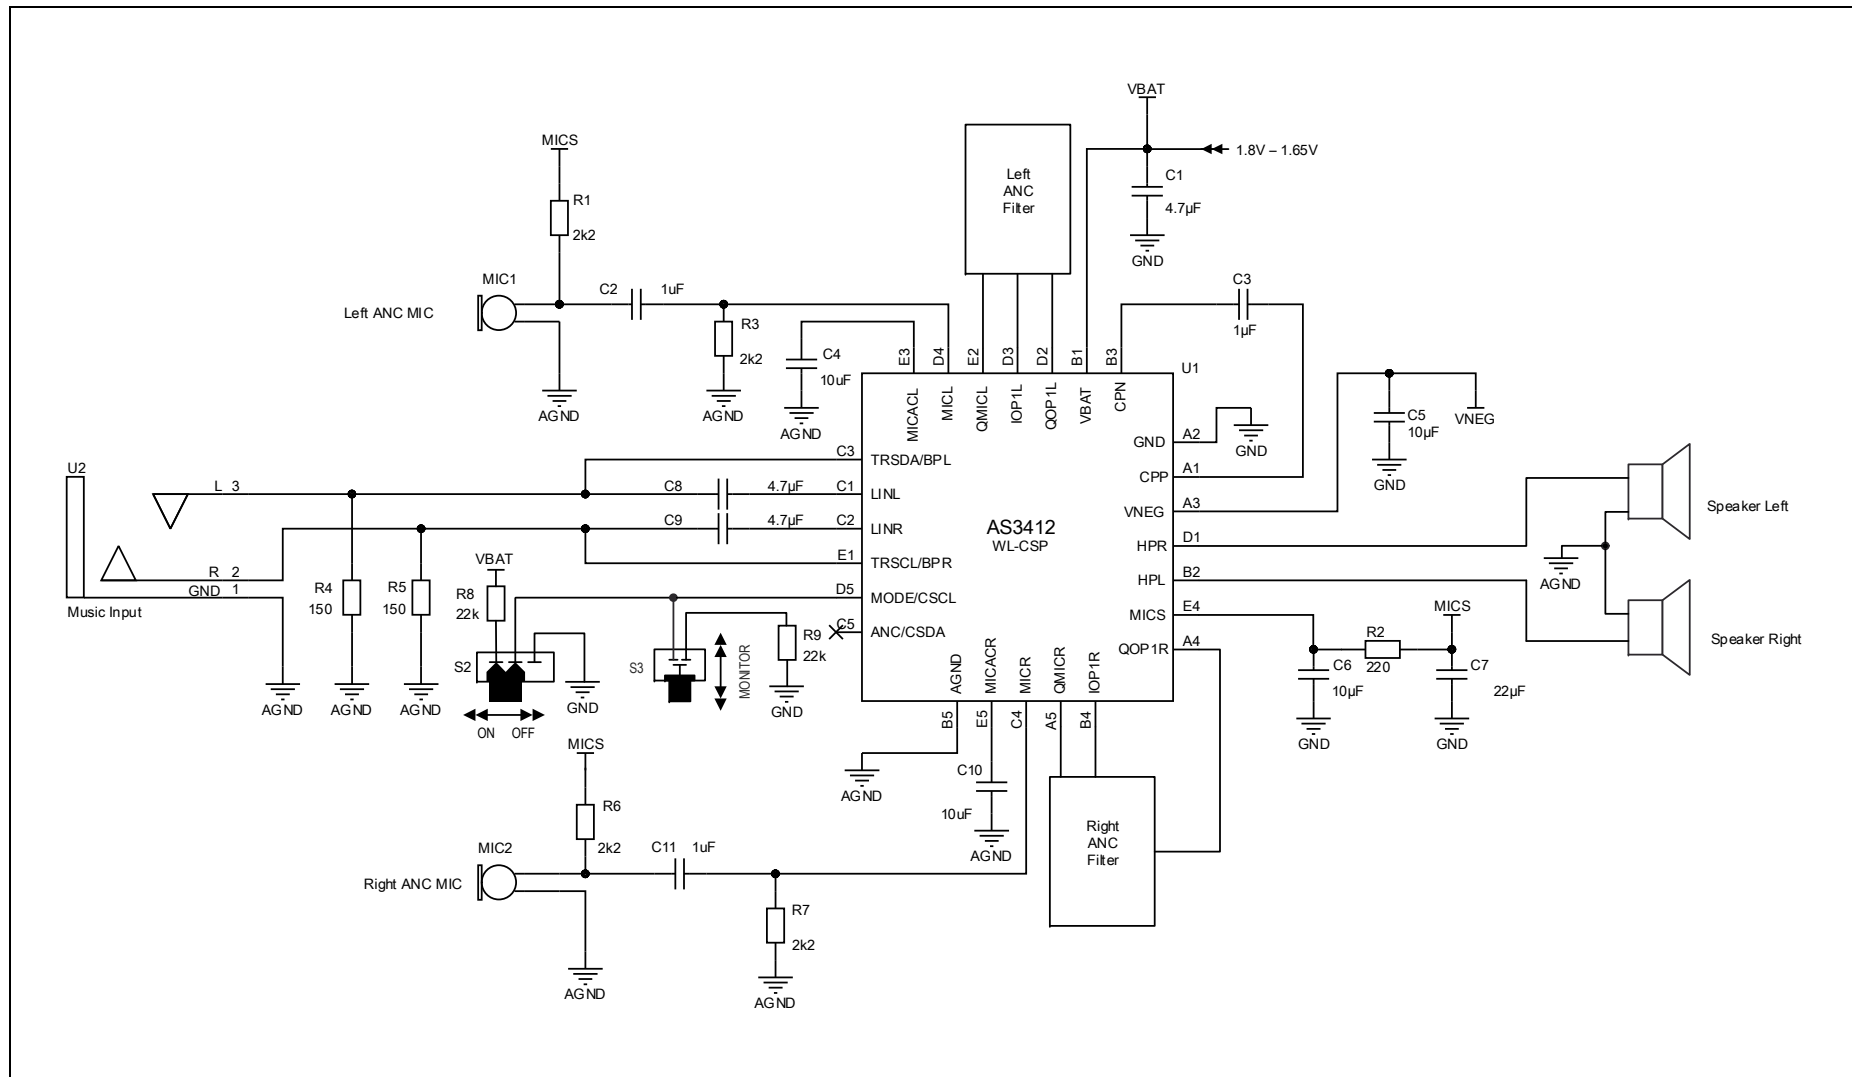 VBAT
1.8V – 1.65V
C1
4.7µF
GND
Left
ANC
Filter
MICS
R1
2k2
MIC1
Left ANC MIC
C2
1uF
R3
2k2
AGND
AGND
C4
10uF
AGND
C3
1µF
E3
D4
E2
D3
D2
B1
B3
U1
MICACL
MICL
QMICL
IOP1L
QOP1L
VBAT
CPN
C5
10µF
GND
VNEG
GND
A2
GND
CPP
A1
VNEG
A3
HPR
D1
HPL
B2
MICS
E4
QOP1R
A4
AS3412
WL-CSP
C3
TRSDA/BPL
C1
LINL
C2
LINR
E1
TRSCL/BPR
D5
MODE/CSCL
C5
ANC/CSDA
U2
L 3
R 2
GND 1
Music Input
C8
4.7µF
C9
4.7µF
R4
150
R5
150
AGND
AGND
AGND
VBAT
R8
22k
S2
ON OFF
GND
S3
MONITOR
R9
22k
GND
Speaker Left
AGND
Speaker Right
MICS
R2
220
C6
10µF
GND
C7
22µF
GND
AGND
MICACR
MICR
QMICR
IOP1R
B5
E5
C4
A5
B4
AGND
C10
10uF
AGND
Right
ANC
Filter
MICS
R6
2k2
MIC2
Right ANC MIC
C11
1uF
R7
2k2
AGND
AGND